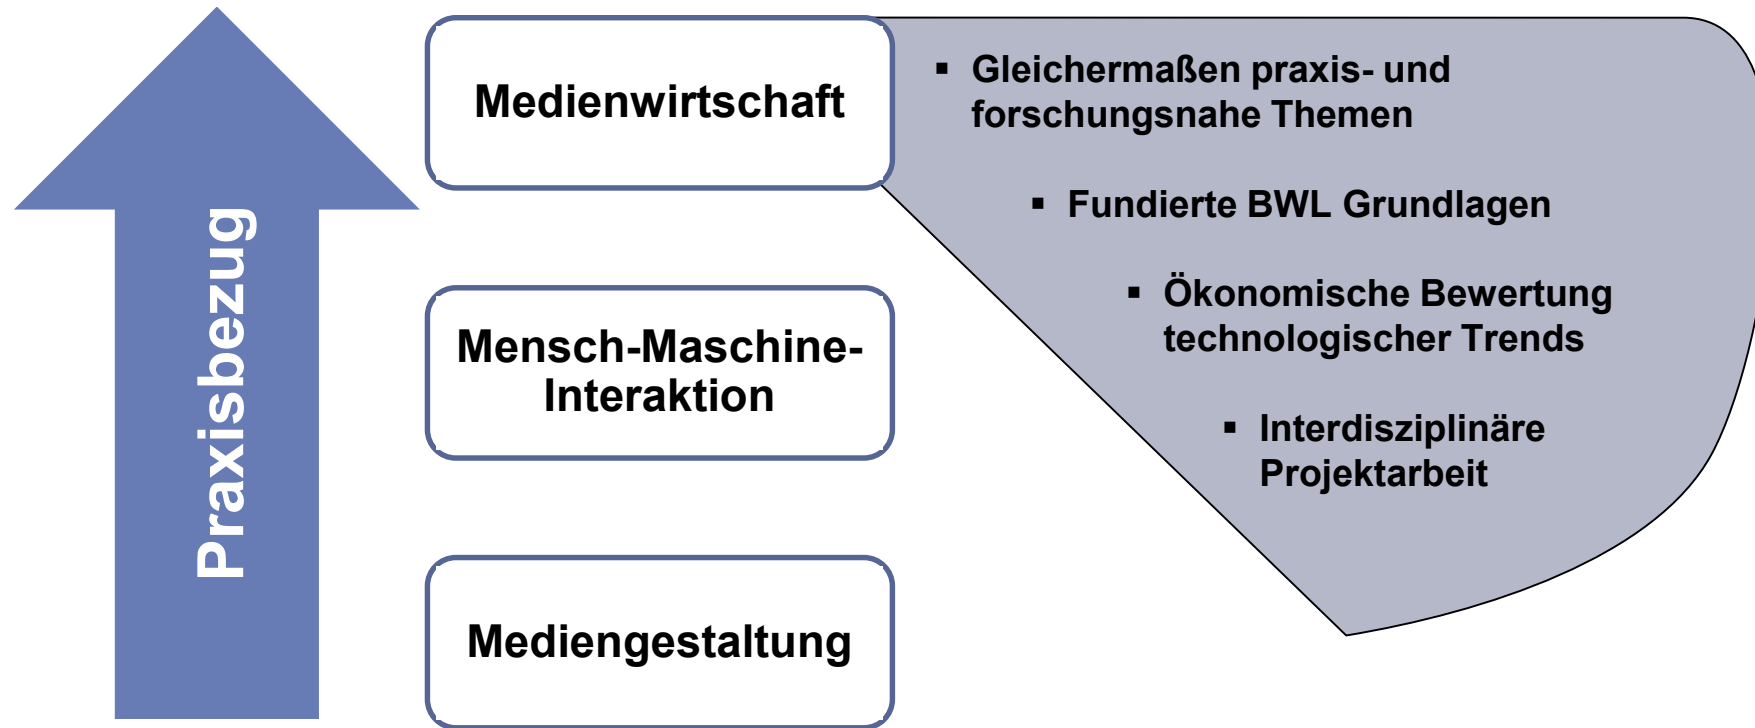 Praxisbezug
Medienwirtschaft
▪ Gleichermaßen praxis- und
forschungsnahe Themen
▪ Fundierte BWL Grundlagen
▪ Ökonomische Bewertung
technologischer Trends
▪ Interdisziplinäre
Projektarbeit
Mensch-Maschine-
Interaktion
Mediengestaltung